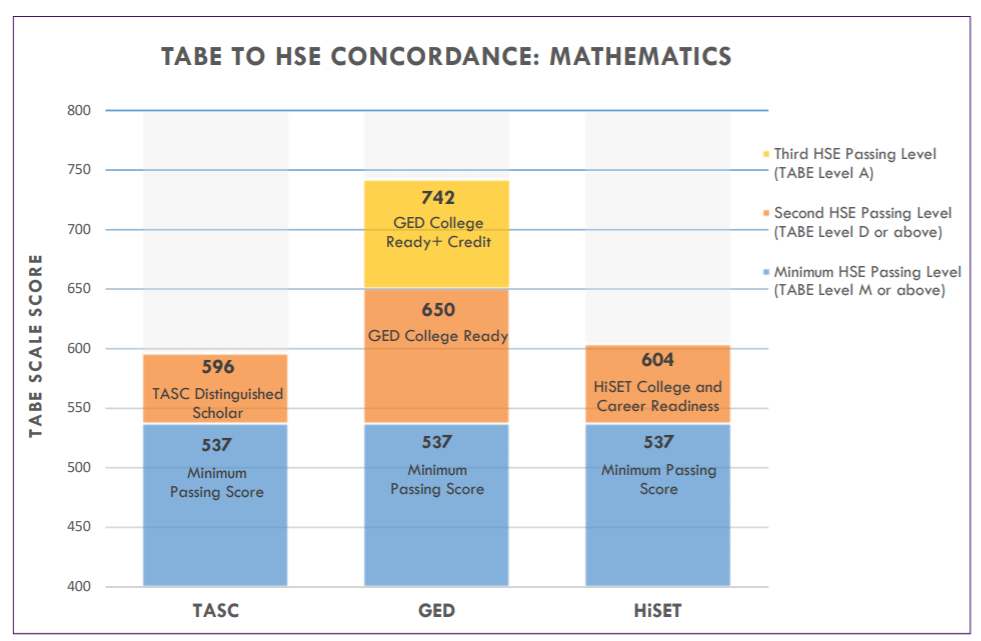 TABE TO HSE CONCORDANCE: MATHEMATICS
TABE SCALE SCORE
800
750
700
650
600
550
500
450
400
596
TASC Distinguished
Scholar
537
Minimum
Passing Score
TASC
742
GED College
Ready+ Credit
650
GED College Ready
537
Minimum
Passing Score
GED
604
HiSET College and
Career Readiness
537
Minimum Passing
Score
HiSET
Third HSE Passing Level
(TABE Level A)
Second HSE Passing Level
(TABE Level D or above)
Minimum HSE Passing Level
(TABE Level M or above)